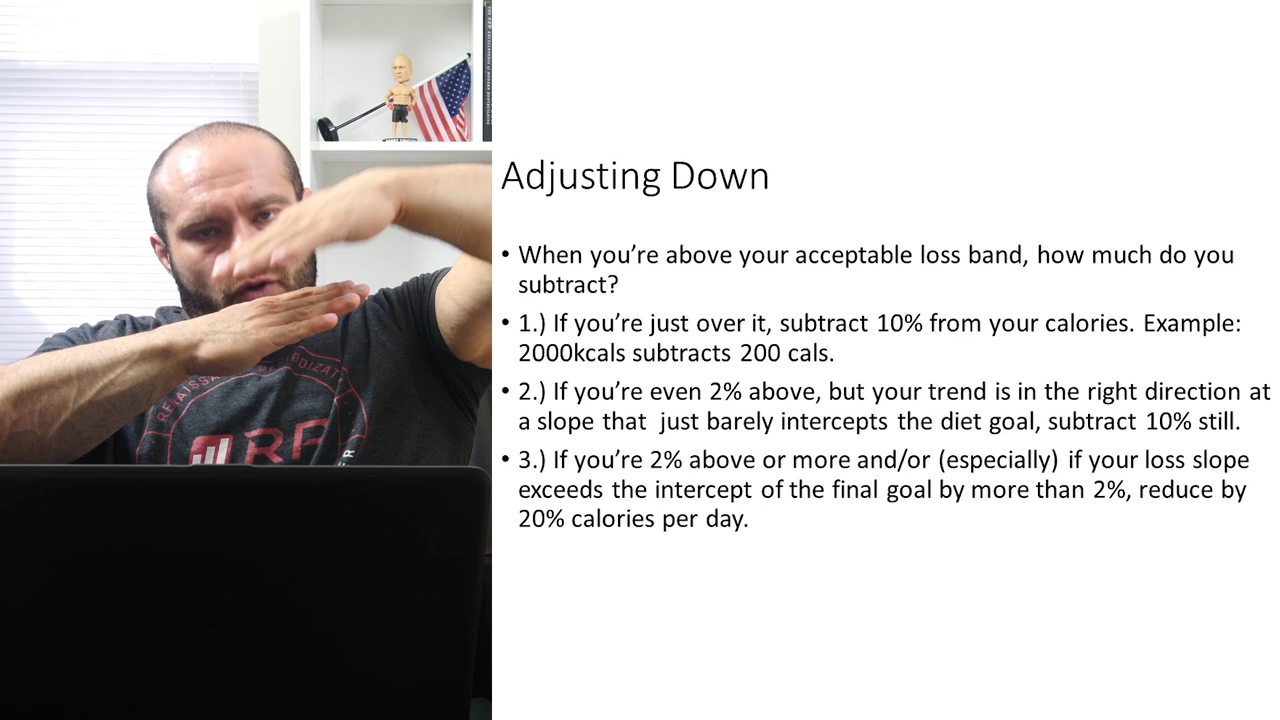 Adjusting Down
• When you’re above your acceptable loss band, how much do you
subtract?
• 1.) If you’re just over it, subtract 10% from your calories. Example:
2000kcals subtracts 200 cals.
• 2.) If you’re even 2% above, but your trend is in the right direction at
a slope that  just barely intercepts the diet goal, subtract 10% still.
• 3.) If you’re 2% above or more and/or (especially) if your loss slope
exceeds the intercept of the final goal by more than 2%, reduce by
20% calories per day.
RP